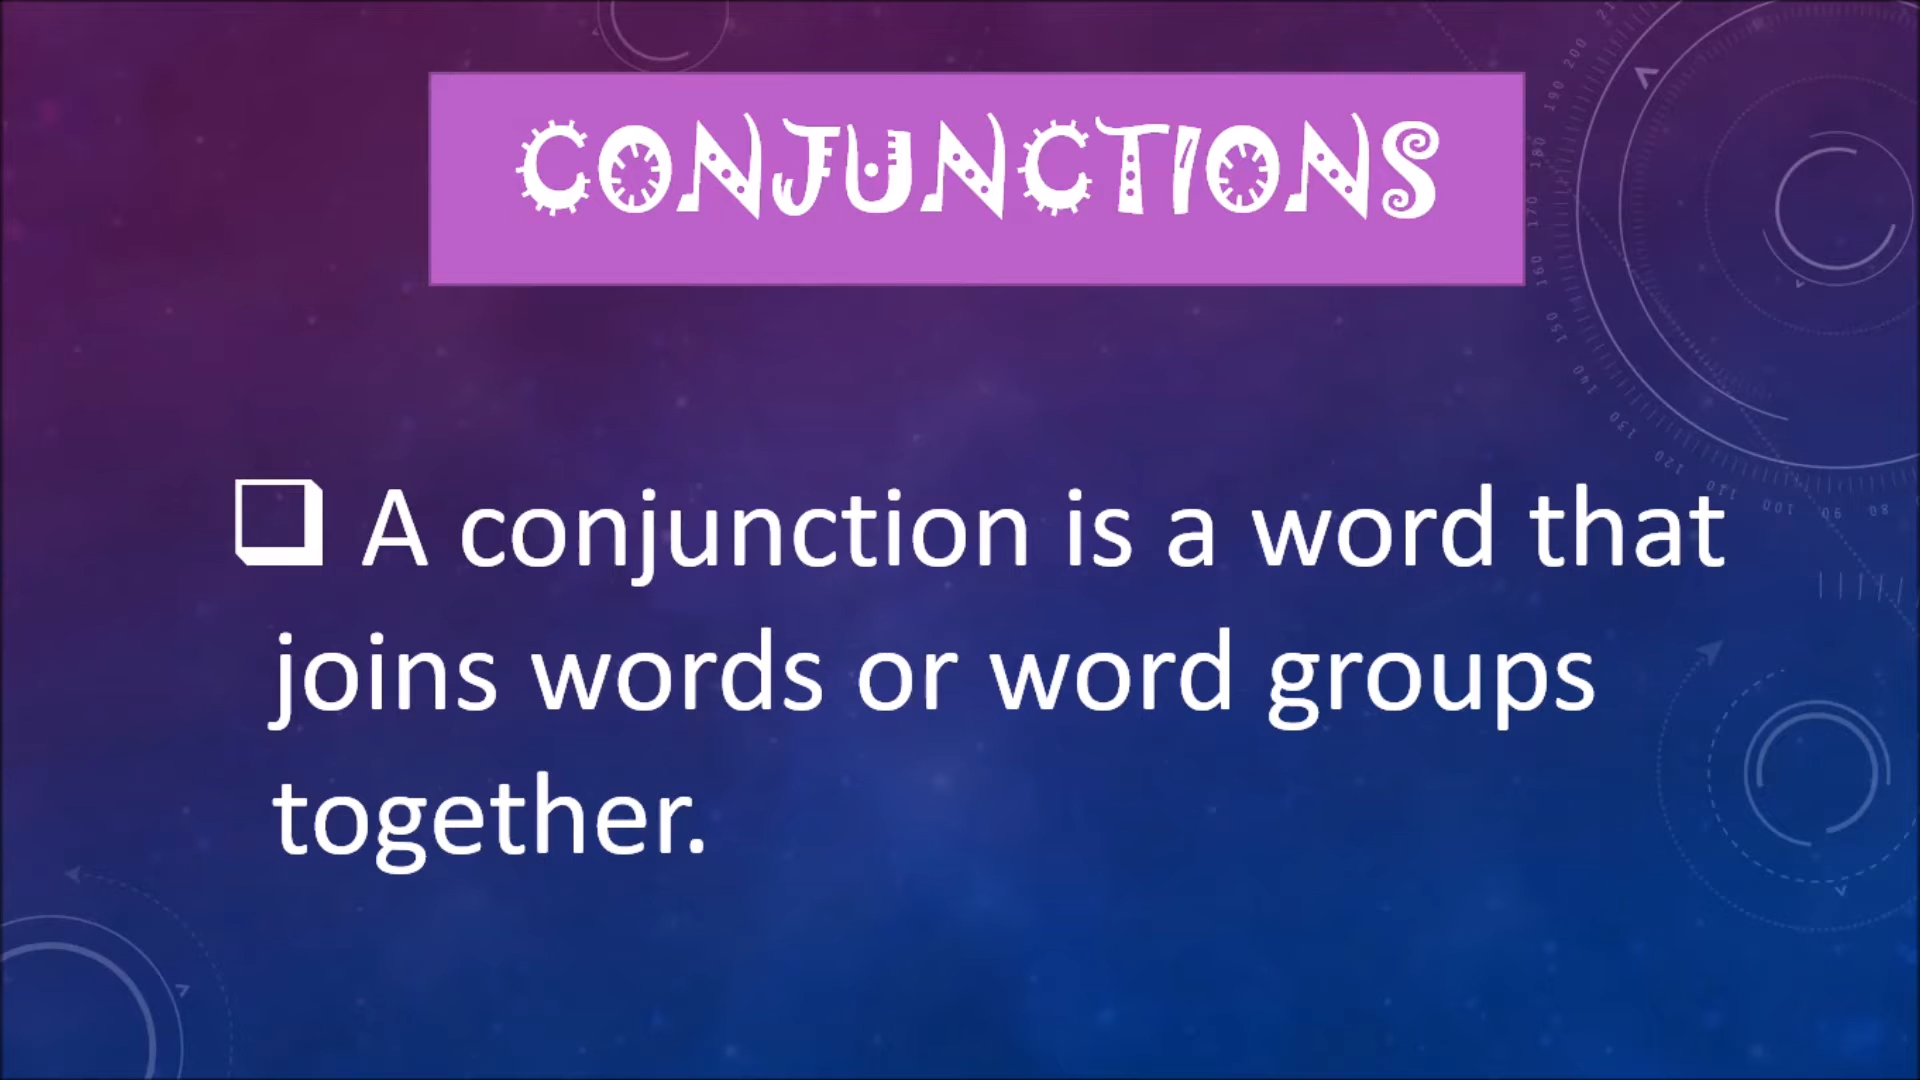 CONJUNCTIONS
A conjunction is a word that
joins words or word groups
together.